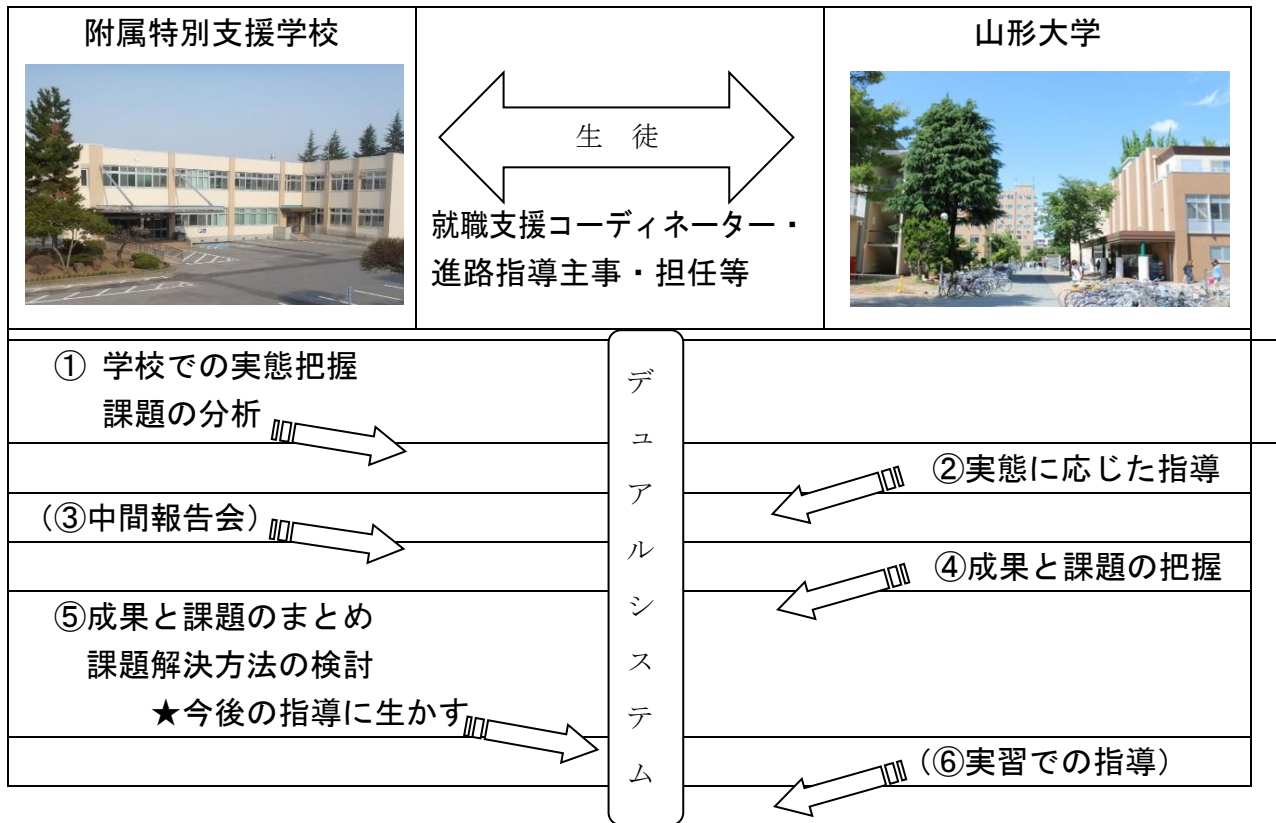 附属特別支援学校
山形大学
生 徒
就職支援コーディネーター・
進路指導主事・担任等
デュアルシステム
① 学校での実態把握
課題の分析
②実態に応じた指導
(③中間報告会)
④成果と課題の把握
⑤成果と課題のまとめ
課題解決方法の検討
★今後の指導に生かす
(⑥実習での指導)